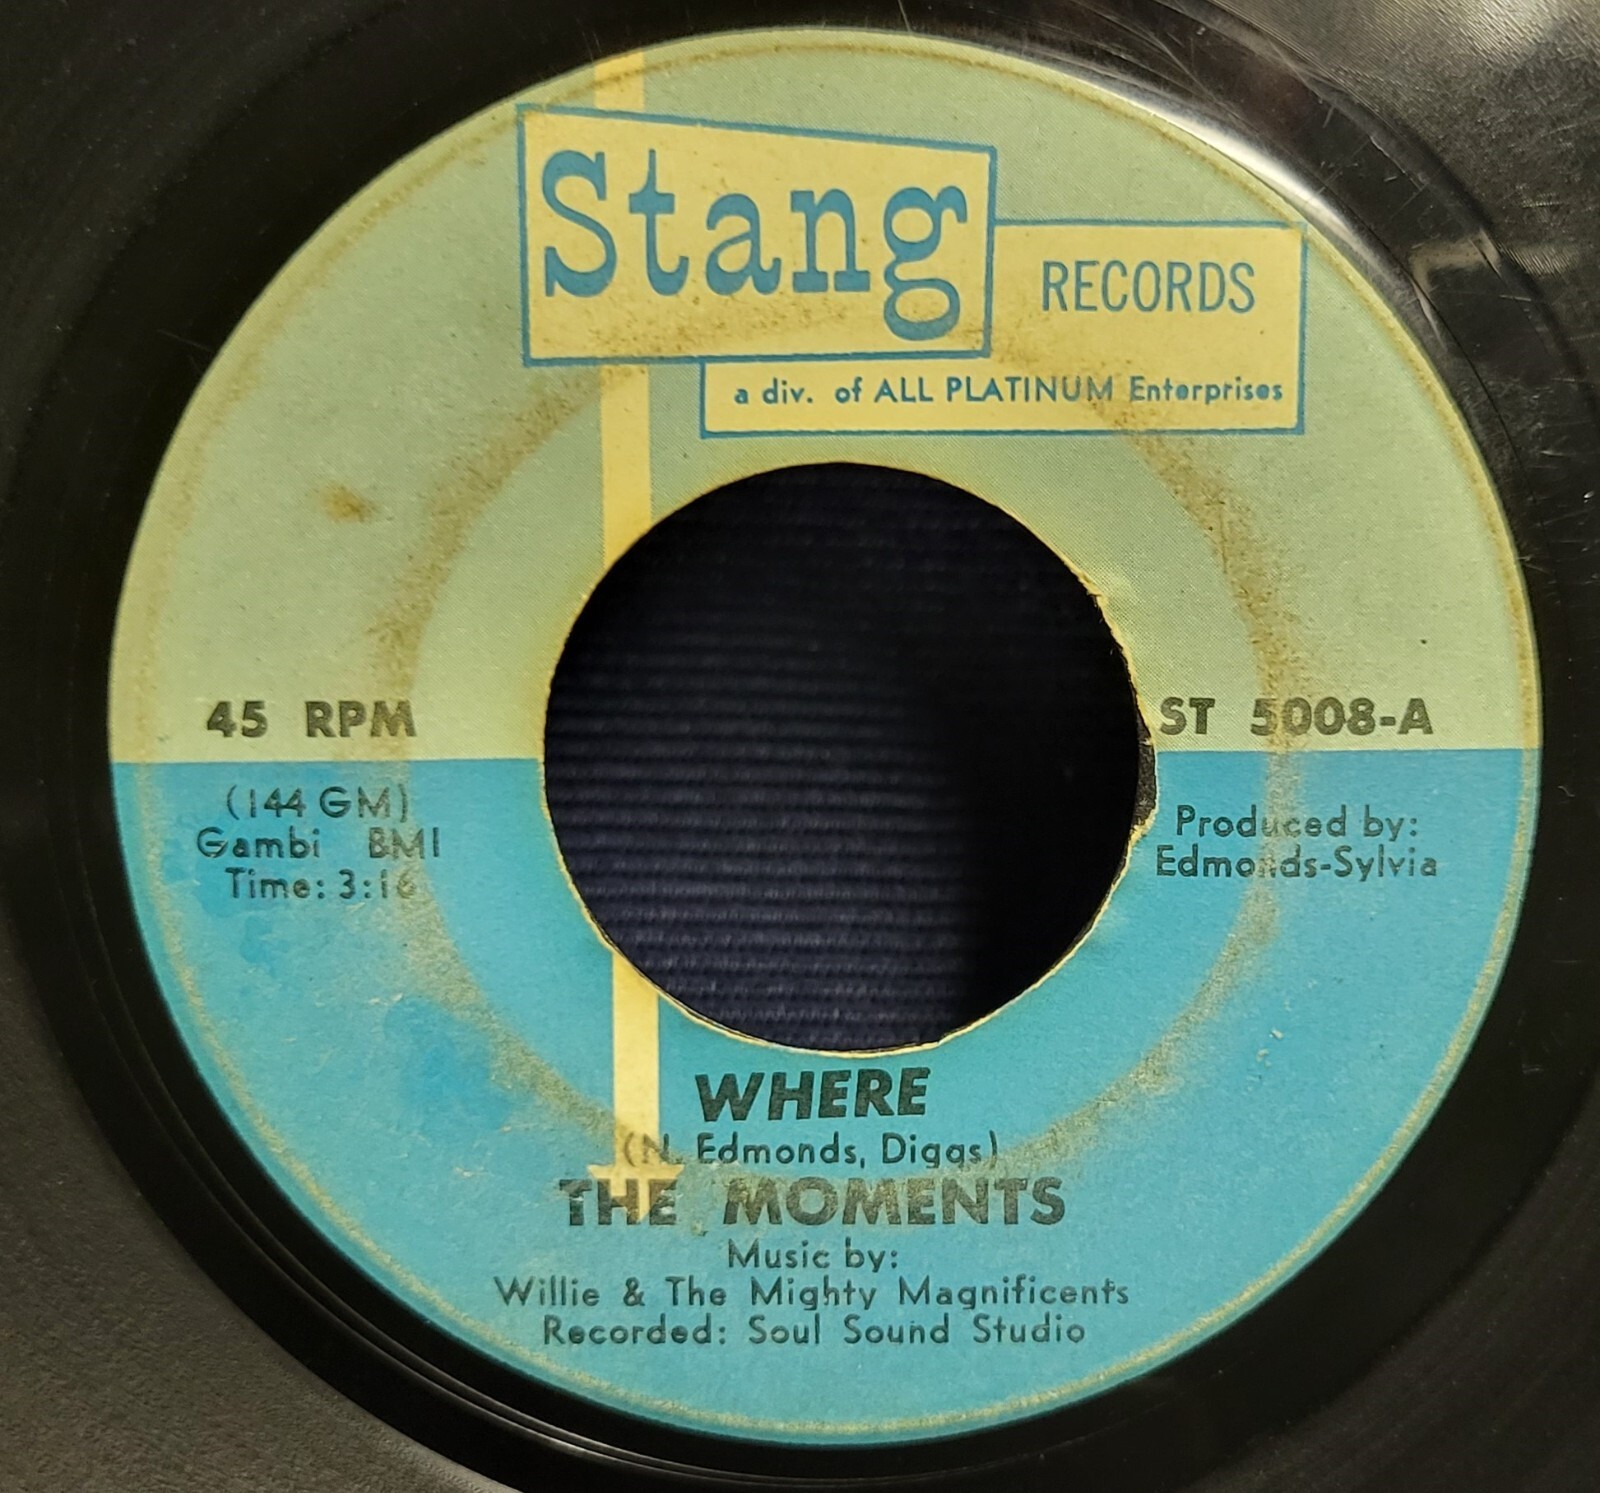 Stang
RECORDS
a div. of ALL PLATINUM Enterprises
45 RPM
ST 5008-A
(144 GM)
Gambi BMI
Time: 3:16
Produced by:
Edmonds-Sylvia
WHERE
(N. Edmonds, Diggs)
THE MOMENTS
Music by:
Willie & The Mighty Magnificents
Recorded: Soul Sound Studio